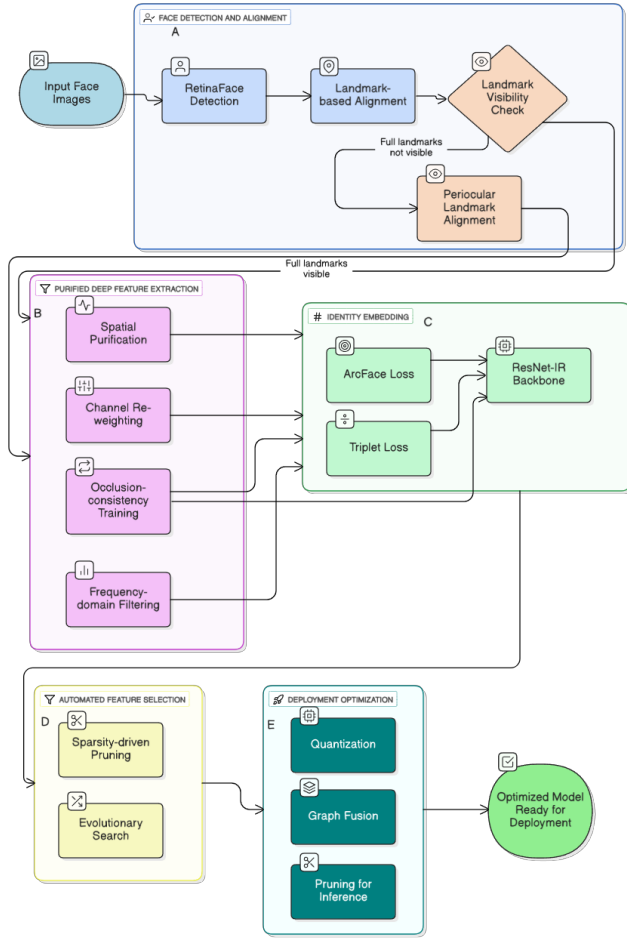 FACE DETECTION AND ALIGNMENT
A
Input Face
Images
RetinaFace
Detection
Landmark-
based Alignment
Landmark
Visibility
Check
Full landmarks
not visible
Periocular
Landmark
Alignment
Full landmarks
visible
PURIFIED DEEP FEATURE EXTRACTION
B
Spatial
Purification
Channel Re-
weighting
Occlusion-
consistency
Training
Frequency-
domain Filtering
# IDENTITY EMBEDDING
C
ArcFace Loss
ResNet-IR
Backbone
Triplet Loss
AUTOMATED FEATURE SELECTION
D
Sparsity-driven
Pruning
Evolutionary
Search
DEPLOYMENT OPTIMIZATION
E
Quantization
Graph Fusion
Pruning for
Inference
Optimized Model
Ready for
Deployment